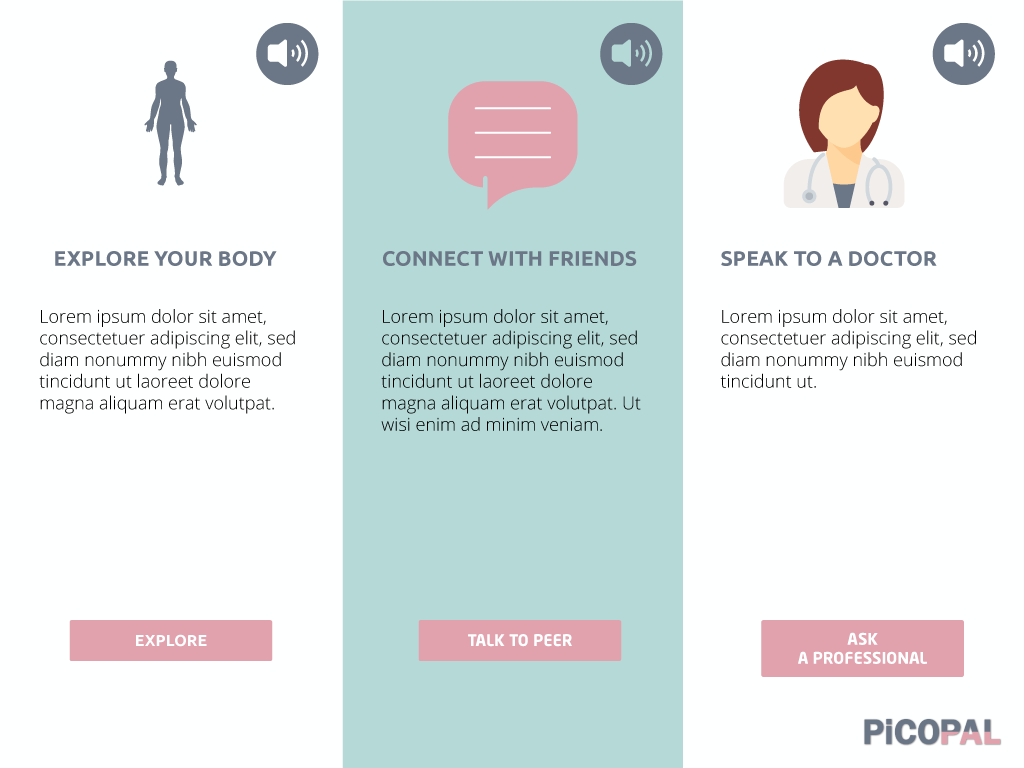 EXPLORE YOUR BODY
Lorem ipsum dolor sit amet,
consectetuer adipiscing elit, sed
diam nonummy nibh euismod
tincidunt ut laoreet dolore
magna aliquam erat volutpat.
EXPLORE
CONNECT WITH FRIENDS
Lorem ipsum dolor sit amet,
consectetuer adipiscing elit, sed
diam nonummy nibh euismod
tincidunt ut laoreet dolore
magna aliquam erat volutpat. Ut
wisi enim ad minim veniam.
TALK TO PEER
SPEAK TO A DOCTOR
Lorem ipsum dolor sit amet,
consectetuer adipiscing elit, sed
diam nonummy nibh euismod
tincidunt ut.
ASK
A PROFESSIONAL
PiCOPAL